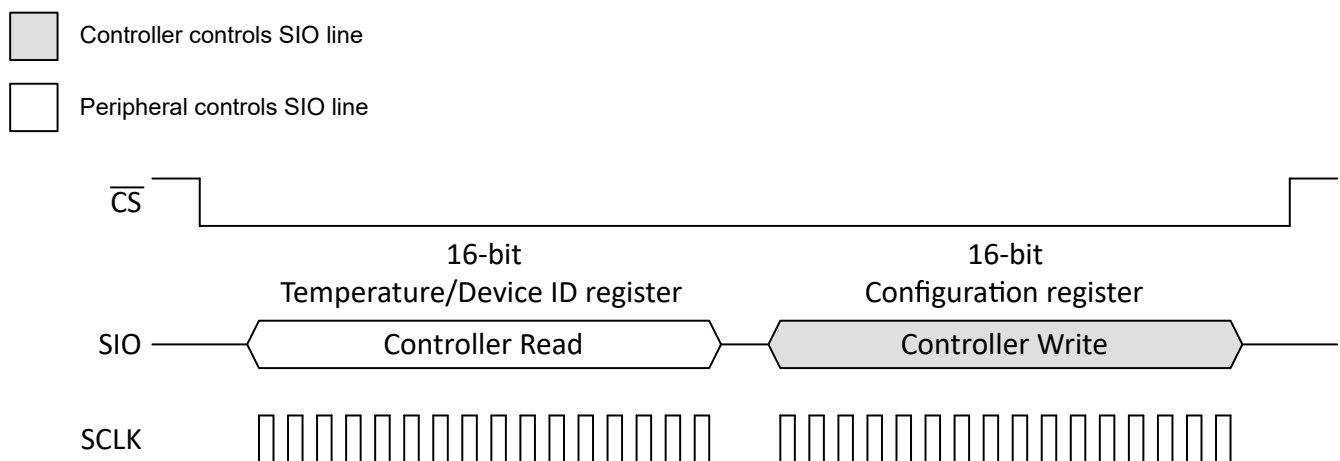 Controller controls SIO line
Peripheral controls SIO line
CS
16-bit
Temperature/Device ID register
16-bit
Configuration register
SIO
Controller Read
Controller Write
SCLK